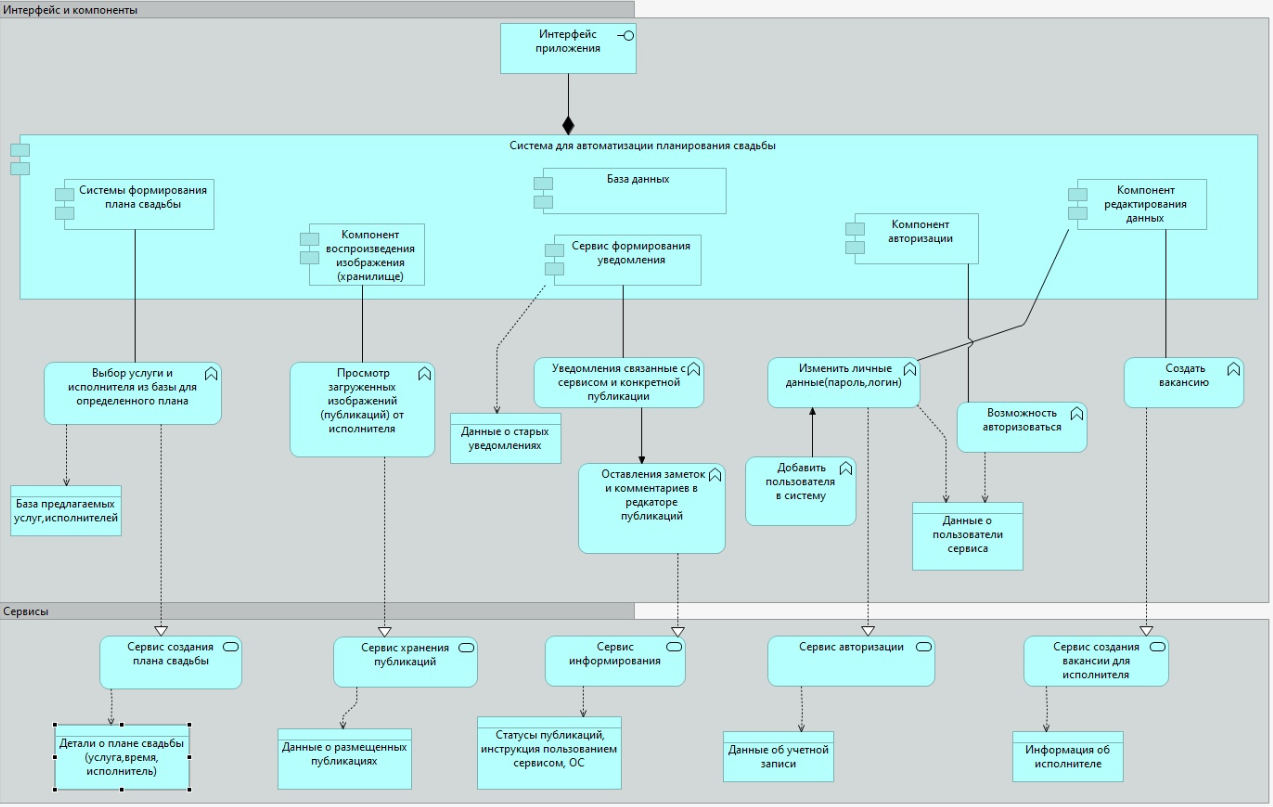 Интерфейс и компоненты
Интерфейс
приложения
Система для автоматизации планирования свадьбы
Системы формирования
плана свадьбы
Компонент
воспроизведения
изображения
(хранилище)
База данных
Сервис формирования
уведомления
Компонент
авторизации
Компонент
редактирования
данных
Выбор услуги и
исполнителя из базы для
определенного плана
Просмотр
загруженных
изображений
(публикаций) от
исполнителя
Уведомления связанные с
сервисом и конкретной
публикации
Изменить личные
данные(пароль,логин)
Создать
вакансию
Возможность
авторизоваться
Данные о старых
уведомлениях
Оставления заметок
и комментариев в
редкаторе
публикаций
Добавить
пользователя
в систему
База предлагаемых
услуг,исполнителей
Данные о
пользователи
сервиса
Сервисы
Сервис создания
плана свадьбы
Сервис хранения
публикаций
Сервис
информирования
Сервис авторизации
Сервис создания
вакансии для
исполнителя
Детали о плане свадьбы
(услуга,время,
исполнитель)
Данные о размещенных
публикациях
Статусы публикаций,
инструкция пользованием
сервисом, ОС
Данные об учетной
записи
Информация об
исполнителе